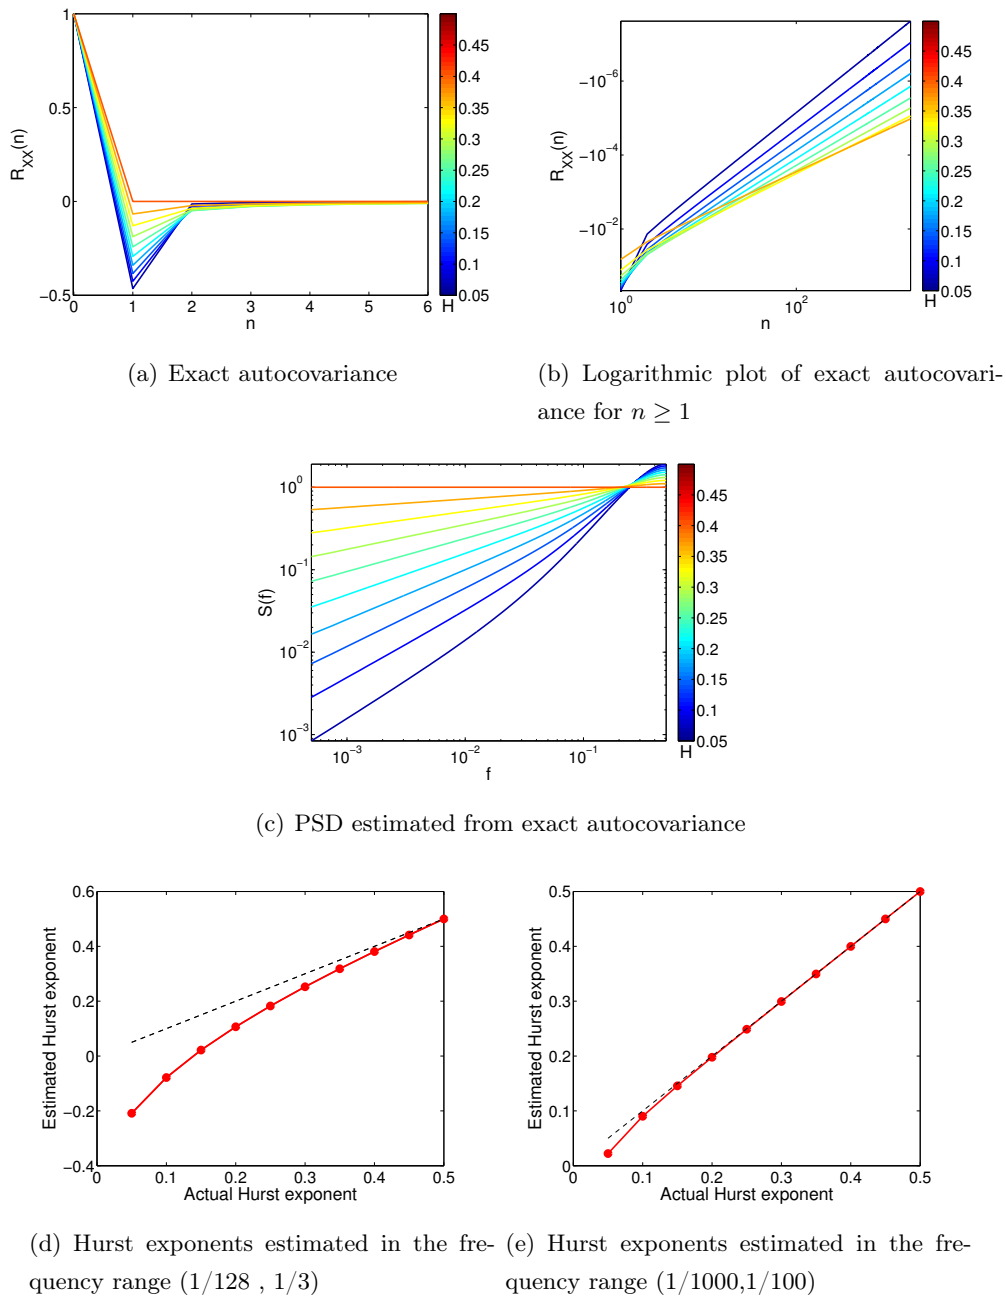 1
0.5
0
−0.5
R_XX(n)
0 1 2 3 4 5 6
n
0.45
0.4
0.35
0.3
0.25
0.2
0.15
0.1
0.05
H
−10^−6
−10^−4
−10^−2
R_XX(n)
10^0 10^2
n
0.45
0.4
0.35
0.3
0.25
0.2
0.15
0.1
0.05
H
(a) Exact autocovariance
(b) Logarithmic plot of exact autocovari-
ance for n ≥ 1
10^0
10^−1
10^−2
10^−3
S(f)
10^−3 10^−2 10^−1
f
0.45
0.4
0.35
0.3
0.25
0.2
0.15
0.1
0.05
H
(c) PSD estimated from exact autocovariance
0.6
0.4
0.2
0
−0.2
−0.4
Estimated Hurst exponent
0 0.1 0.2 0.3 0.4 0.5
Actual Hurst exponent
0.5
0.4
0.3
0.2
0.1
0
Estimated Hurst exponent
0 0.1 0.2 0.3 0.4 0.5
Actual Hurst exponent
(d) Hurst exponents estimated in the fre-
quency range (1/128 , 1/3)
(e) Hurst exponents estimated in the fre-
quency range (1/1000,1/100)